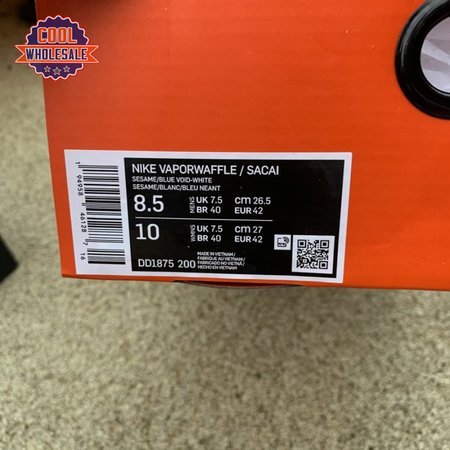 COOL
WHOLESALE
NIKE VAPORWAFFLE / SACAI
SESAME/BLUE VOID-WHITE
SESAME/BLANC/BLEU NEANT
8.5 MENS UK 7.5 cm 26.5
BR 40 EUR 42
10 WMNS UK 7.5 cm 27
BR 40 EUR 42
DD1875 200
MADE IN VIETNAM /
FABRIQUE AU VIETNAM /
FABRICADO NO VIETNÃ /
HECHO EN VIETNAM